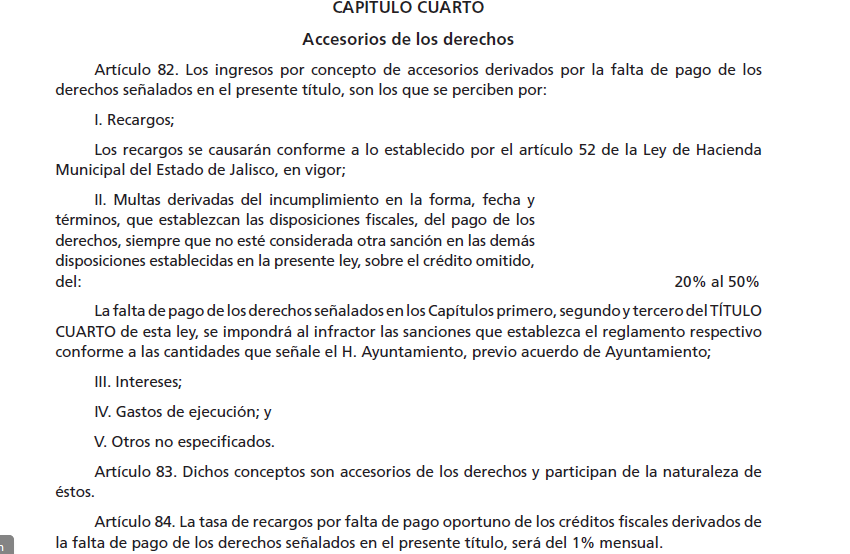 CAPÍTULO CUARTO
Accesorios de los derechos
Artículo 82. Los ingresos por concepto de accesorios derivados por la falta de pago de los
derechos señalados en el presente título, son los que se perciben por:
I. Recargos;
Los recargos se causarán conforme a lo establecido por el artículo 52 de la Ley de Hacienda
Municipal del Estado de Jalisco, en vigor;
II. Multas derivadas del incumplimiento en la forma, fecha y
términos, que establezcan las disposiciones fiscales, del pago de los
derechos, siempre que no esté considerada otra sanción en las demás
disposiciones establecidas en la presente ley, sobre el crédito omitido,
del: 20% al 50%
La falta de pago de los derechos señalados en los Capítulos primero, segundo y tercero del TÍTULO
CUARTO de esta ley, se impondrá al infractor las sanciones que establezca el reglamento respectivo
conforme a las cantidades que señale el H. Ayuntamiento, previo acuerdo de Ayuntamiento;
III. Intereses;
IV. Gastos de ejecución; y
V. Otros no especificados.
Artículo 83. Dichos conceptos son accesorios de los derechos y participan de la naturaleza de
éstos.
Artículo 84. La tasa de recargos por falta de pago oportuno de los créditos fiscales derivados de
la falta de pago de los derechos señalados en el presente título, será del 1% mensual.